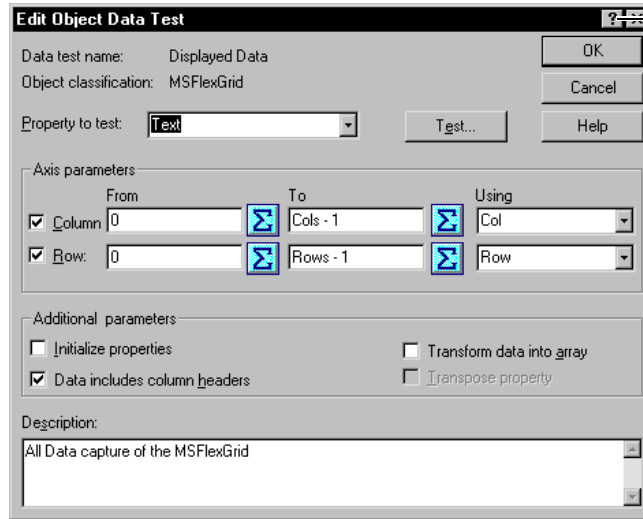 Edit Object Data Test
Data test name: Displayed Data
OK
Object classification: MSFlexGrid
Cancel
Property to test: Text
Test...
Help
Axis parameters
From To Using
Column 0 Σ Cols - 1 Σ Col
Row: 0 Σ Rows - 1 Σ Row
Additional parameters
Initialize properties
Transform data into array
Data includes column headers
Transpose property
Description:
All Data capture of the MSFlexGrid